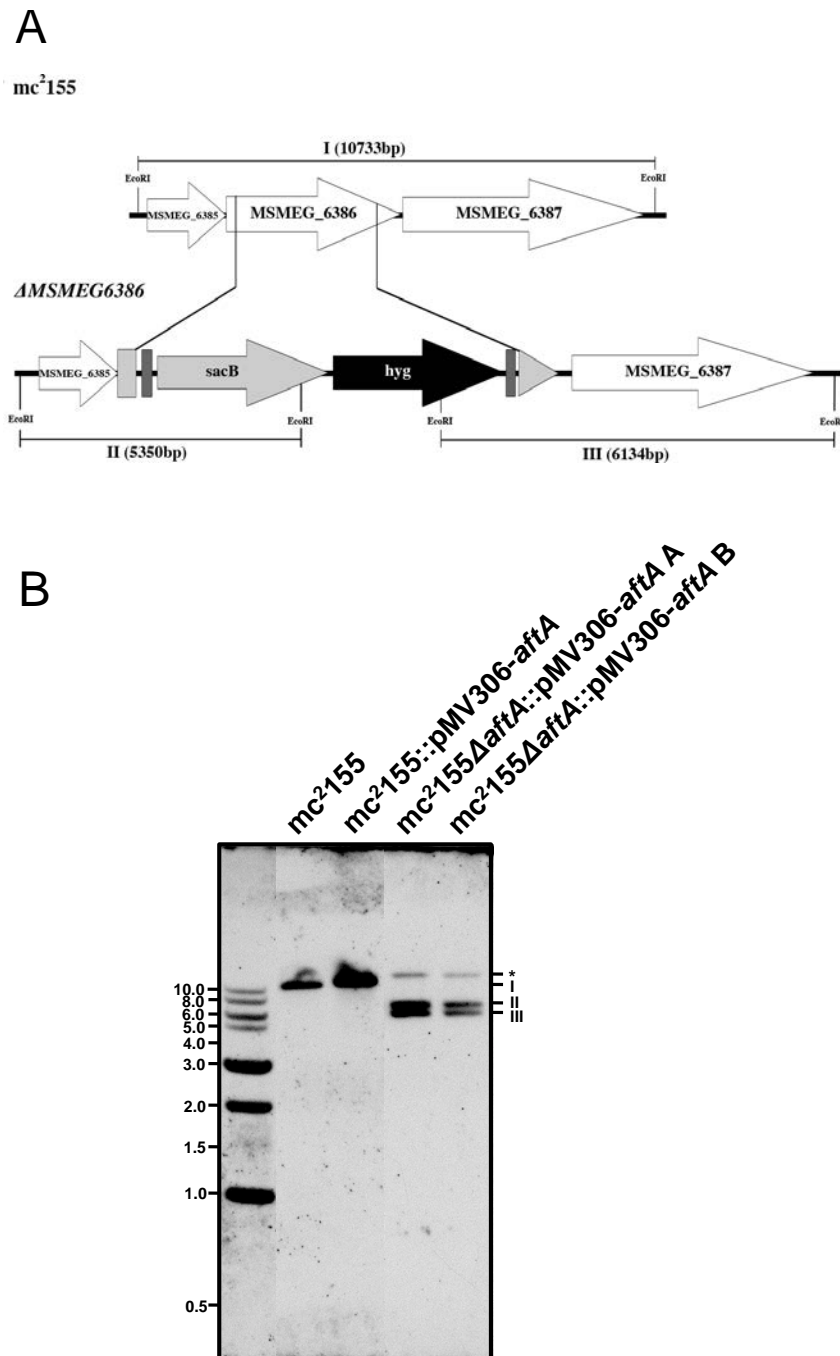 A
mc²155
I (10733bp)
EcoRI
EcoRI
MSMEG_6385
MSMEG_6386
MSMEG_6387
ΔMSMEG6386
MSMEG_6385
sacB
hyg
MSMEG_6387
EcoRI
EcoRI
EcoRI
EcoRI
II (5350bp)
III (6134bp)
B
mc²155
mc²155::pMV306-aftA
mc²155ΔaftA::pMV306-aftA A
mc²155ΔaftA::pMV306-aftA B
*
I
10.0
8.0
II
6.0
III
5.0
4.0
3.0
2.0
1.5
1.0
0.5